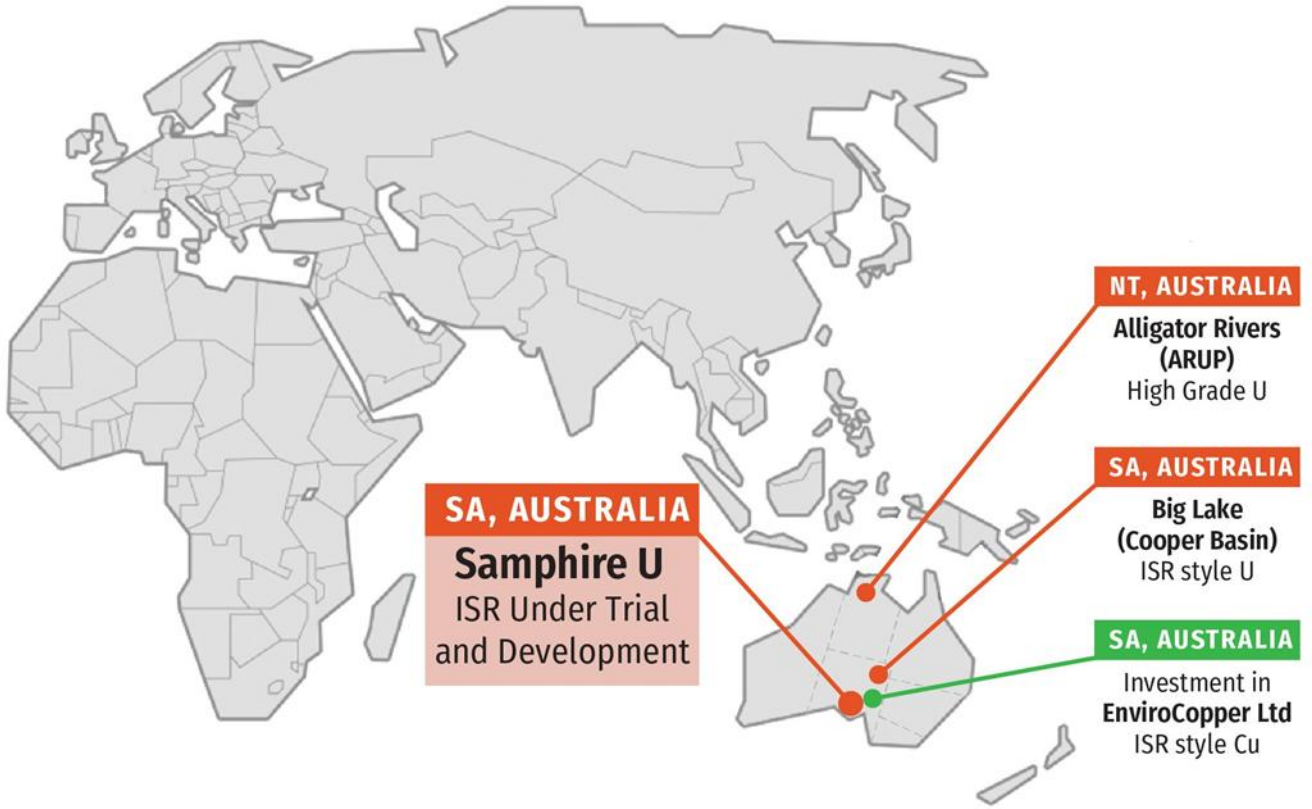 NT, AUSTRALIA
Alligator Rivers
(ARUP)
High Grade U
SA, AUSTRALIA
Big Lake
(Cooper Basin)
ISR style U
SA, AUSTRALIA
Samphire U
ISR Under Trial
and Development
SA, AUSTRALIA
Investment in
EnviroCopper Ltd
ISR style Cu